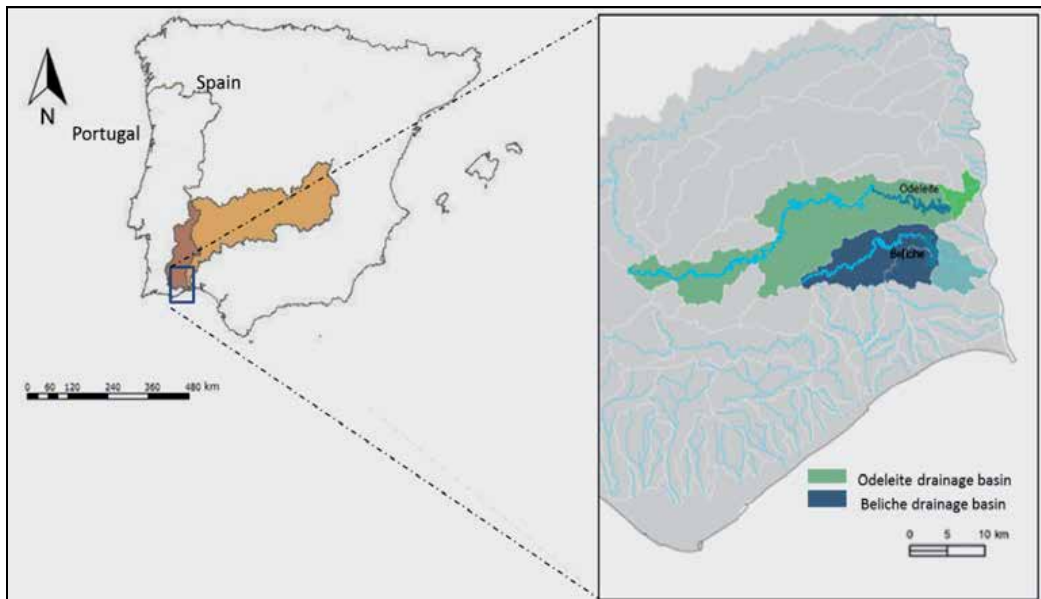 Spain
N
Portugal
0 60 120 240 360 480 km
Odeleite
Beliche
Odeleite drainage basin
Beliche drainage basin
0 5 10 km